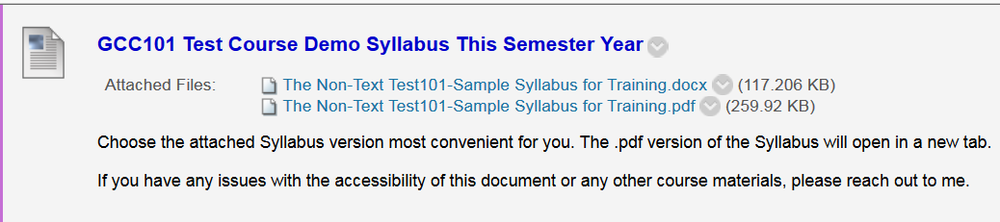 GCC101 Test Course Demo Syllabus This Semester Year
Attached Files: The Non-Text Test101-Sample Syllabus for Training.docx (117.206 KB)
The Non-Text Test101-Sample Syllabus for Training.pdf (259.92 KB)
Choose the attached Syllabus version most convenient for you. The .pdf version of the Syllabus will open in a new tab.
If you have any issues with the accessibility of this document or any other course materials, please reach out to me.